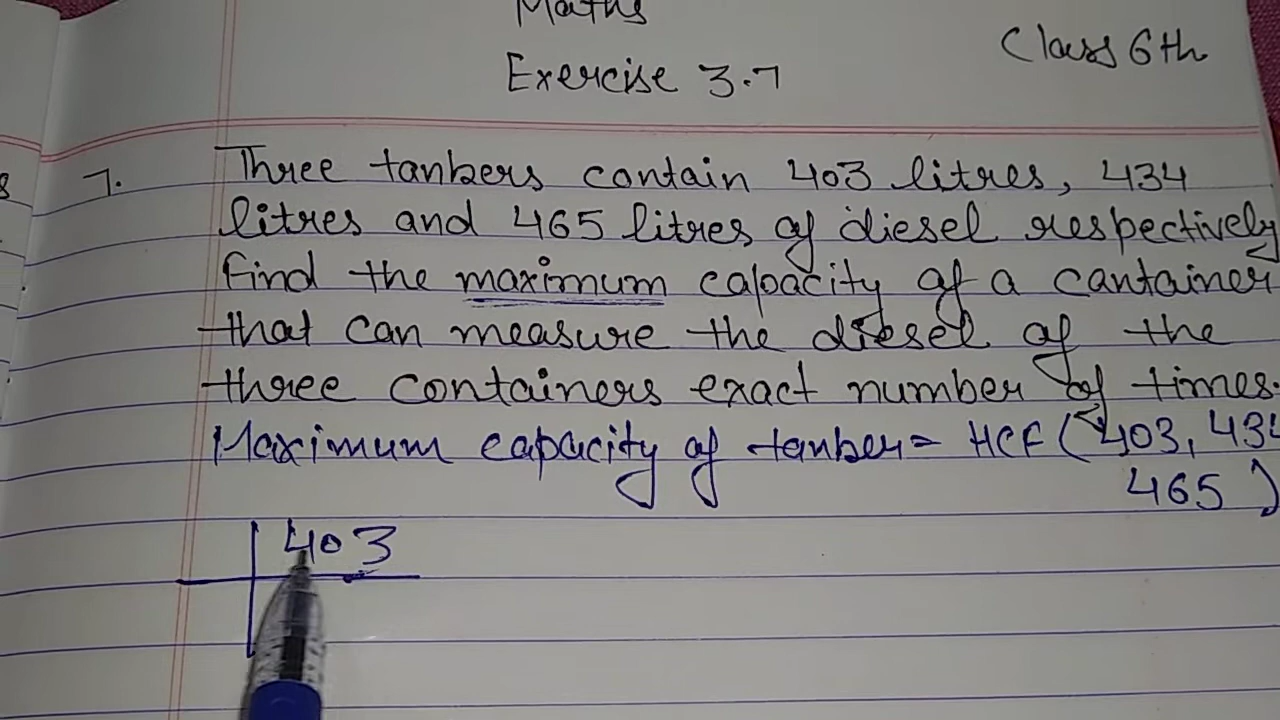 Maths
Class 6th
Exercise 3.7
7. Three tankers contain 403 litres, 434
litres and 465 litres of diesel respectively
Find the maximum capacity of a cantainer
that can measure the diesel of the
three containers exact number of times.
Maximum capacity of tanker = HCF (403, 434
465)
403